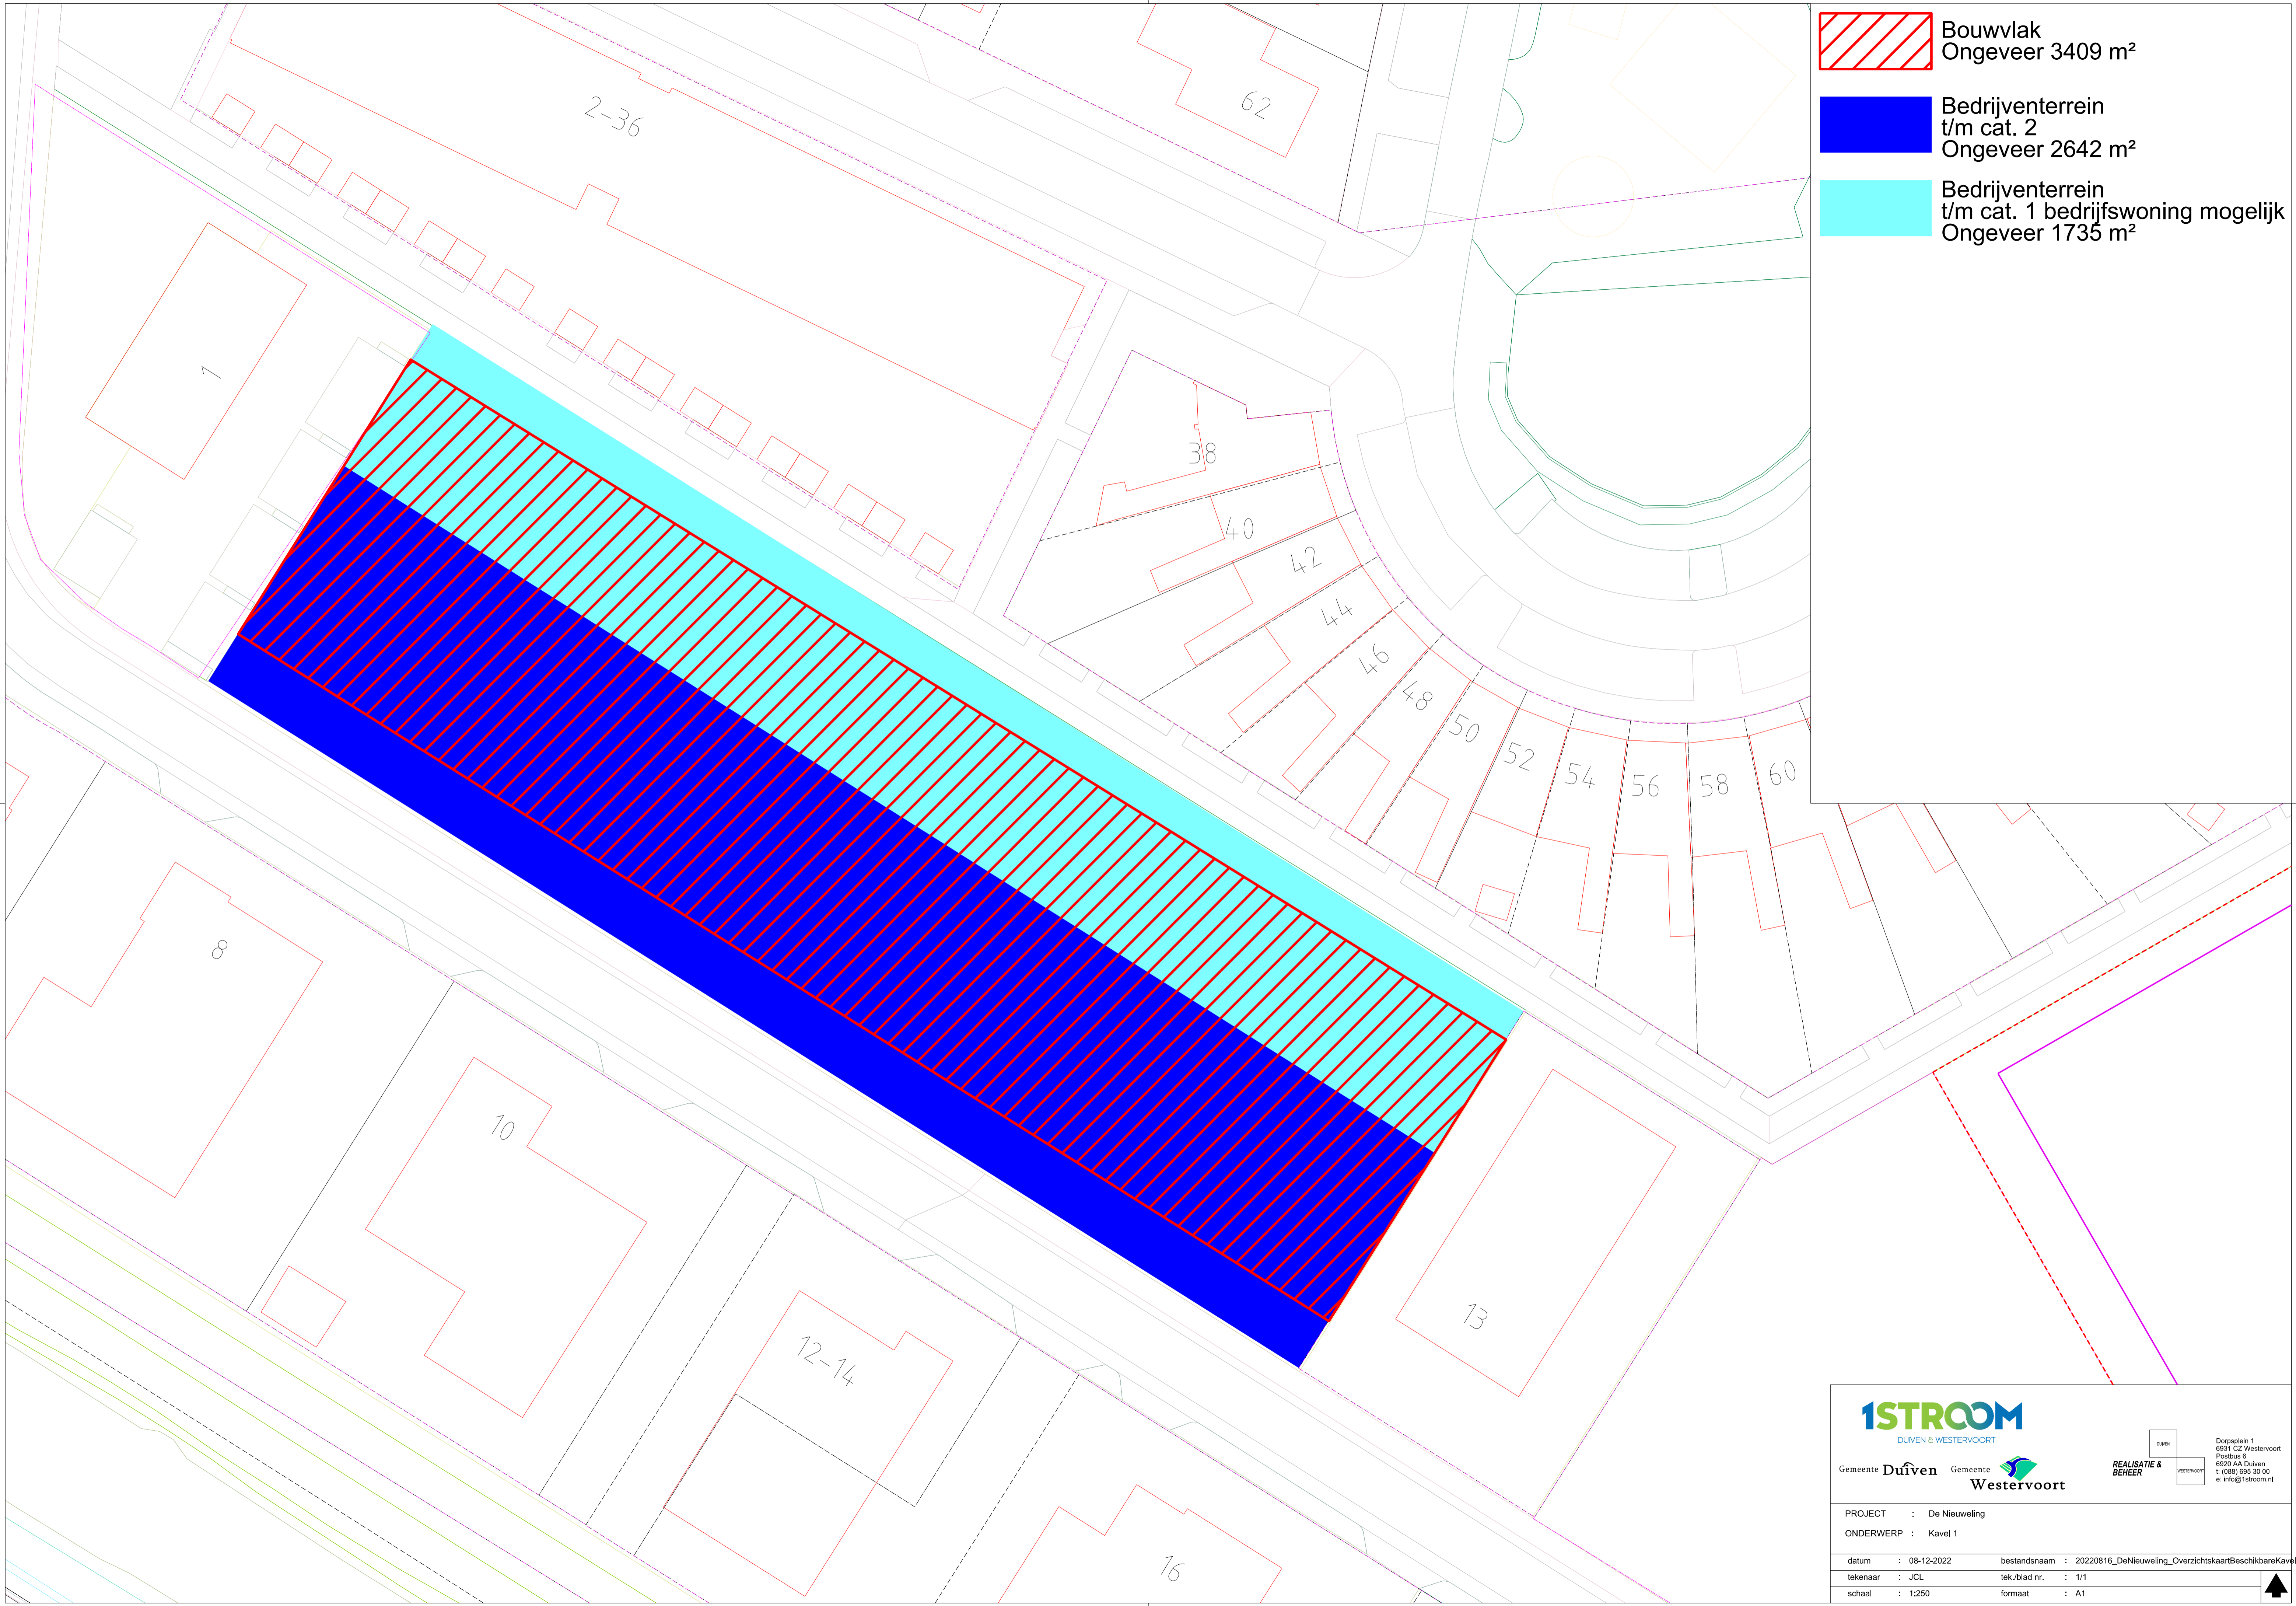 Bouwvlak
Ongeveer 3409 m²
Bedrijventerrein
t/m cat. 2
Ongeveer 2642 m²
Bedrijventerrein
t/m cat. 1 bedrijfswoning mogelijk
Ongeveer 1735 m²
2-36
62
1
38
40
42
44
46
48
50
52
54
56
58
60
8
10
12-14
13
16
1STROOM
DUIVEN & WESTERVOORT
Gemeente Duiven
Gemeente Westervoort
REALISATIE &
BEHEER
DUIVEN
WESTERVOORT
Dorpsplein 1
6931 CZ Westervoort
Postbus 6
6920 AA Duiven
t: (088) 695 30 00
e: info@1stroom.nl
PROJECT : De Nieuweling
ONDERWERP : Kavel 1
datum : 08-12-2022 bestandsnaam : 20220816_DeNieuweling_OverzichtskaartBeschikbareKavel
tekenaar : JCL tek./blad nr. : 1/1
schaal : 1:250 formaat : A1